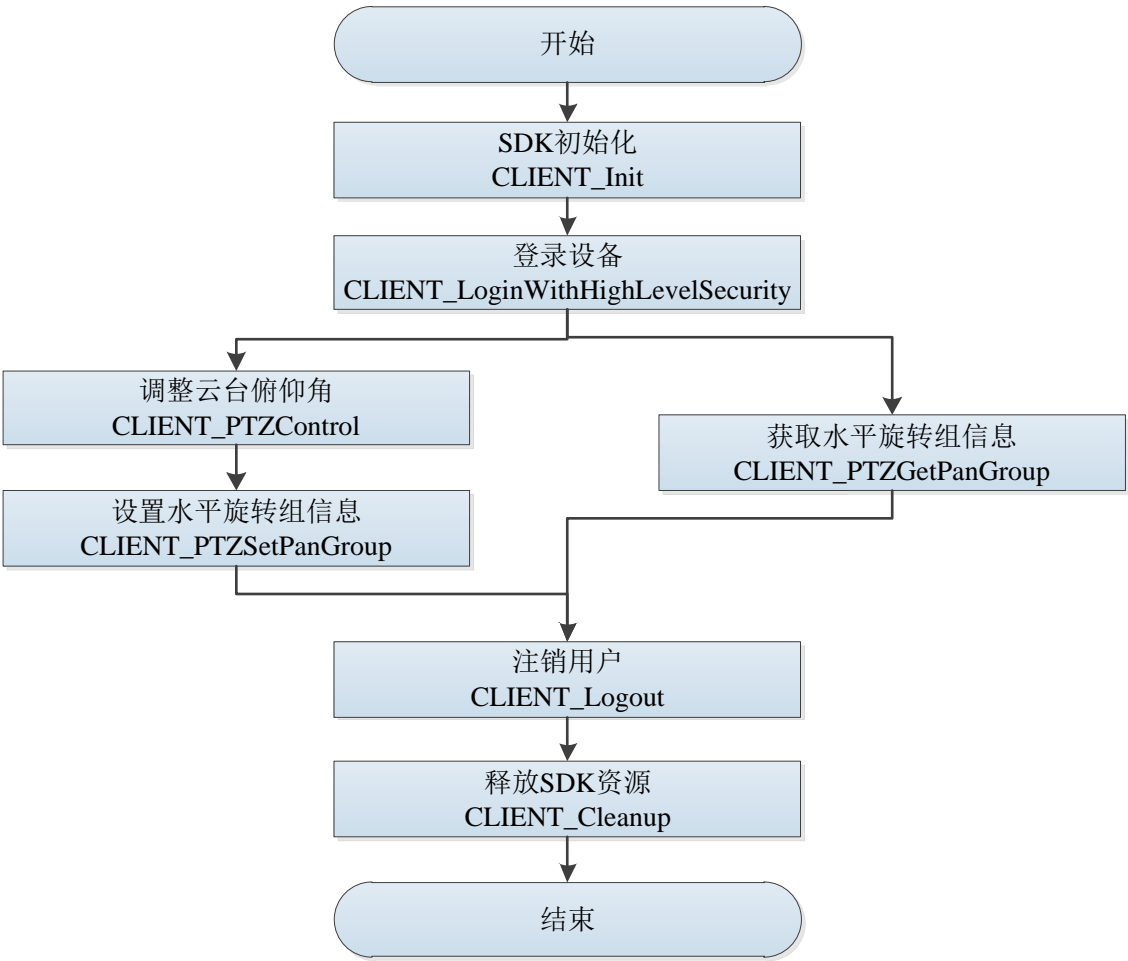 开始
SDK初始化
CLIENT_Init
登录设备
CLIENT_LoginWithHighLevelSecurity
调整云台俯仰角
CLIENT_PTZControl
获取水平旋转组信息
CLIENT_PTZGetPanGroup
设置水平旋转组信息
CLIENT_PTZSetPanGroup
注销用户
CLIENT_Logout
释放SDK资源
CLIENT_Cleanup
结束